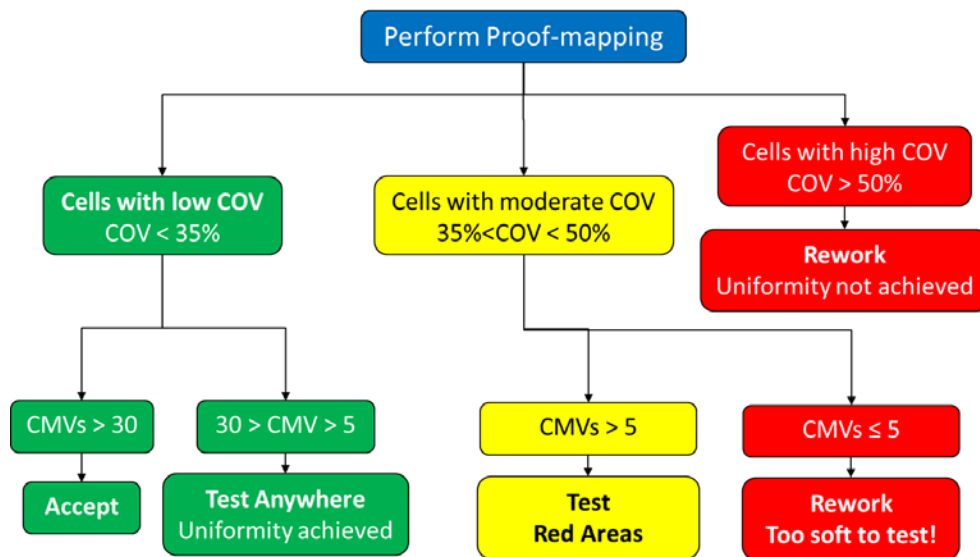 Perform Proof-mapping
Cells with low COV
COV < 35%
Cells with moderate COV
35%<COV < 50%
Cells with high COV
COV > 50%
Rework
Uniformity not achieved
CMVs > 30
30 > CMV > 5
CMVs > 5
CMVs ≤ 5
Accept
Test Anywhere
Uniformity achieved
Test
Red Areas
Rework
Too soft to test!